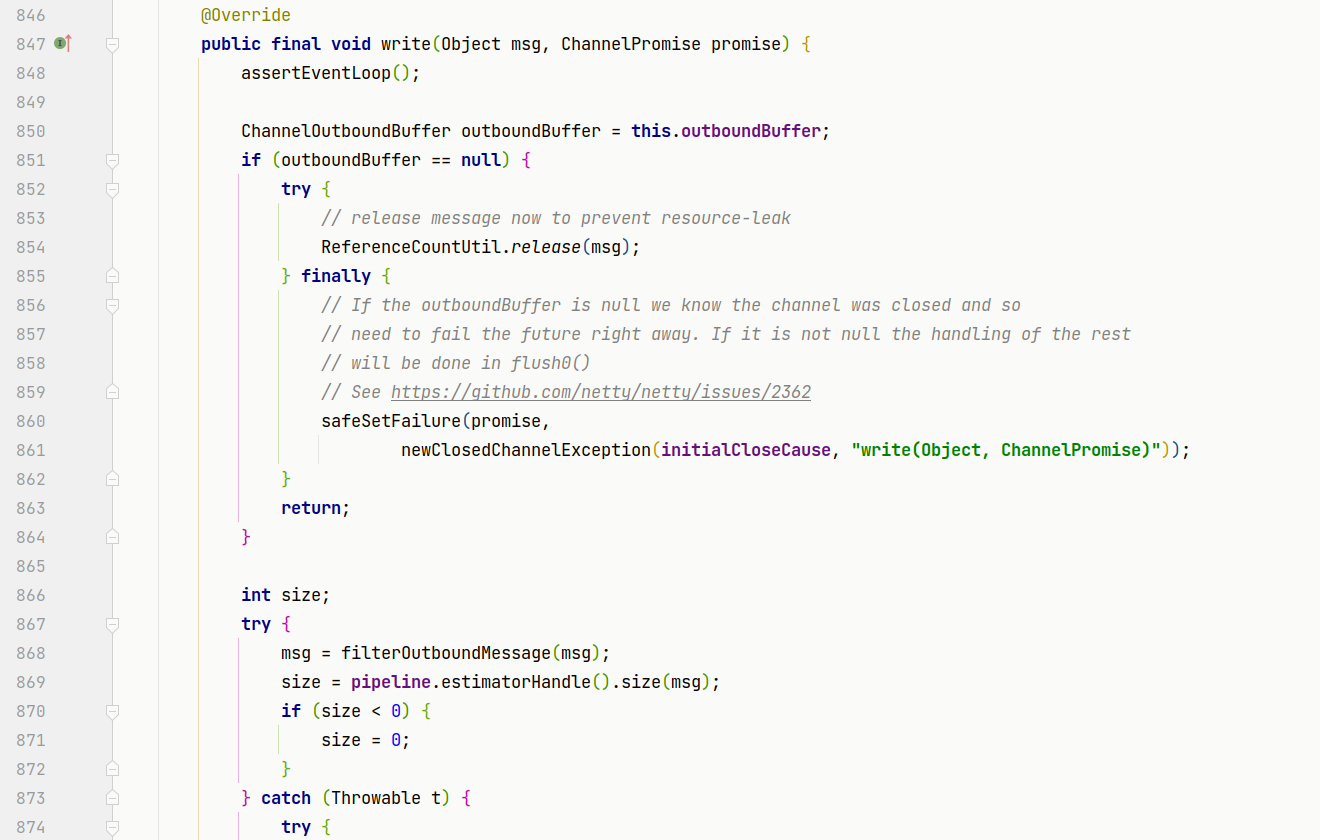 846 @Override
847 public final void write(Object msg, ChannelPromise promise) {
848 assertEventLoop();
849
850 ChannelOutboundBuffer outboundBuffer = this.outboundBuffer;
851 if (outboundBuffer == null) {
852 try {
853 // release message now to prevent resource-leak
854 ReferenceCountUtil.release(msg);
855 } finally {
856 // If the outboundBuffer is null we know the channel was closed and so
857 // need to fail the future right away. If it is not null the handling of the rest
858 // will be done in flush0()
859 // See https://github.com/netty/netty/issues/2362
860 safeSetFailure(promise,
861 newClosedChannelException(initialCloseCause, "write(Object, ChannelPromise)"));
862 }
863 return;
864 }
865
866 int size;
867 try {
868 msg = filterOutboundMessage(msg);
869 size = pipeline.estimatorHandle().size(msg);
870 if (size < 0) {
871 size = 0;
872 }
873 } catch (Throwable t) {
874 try {